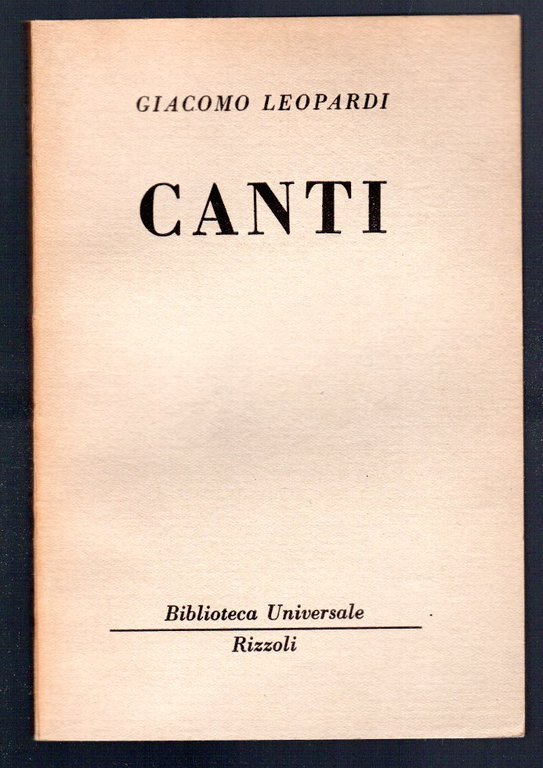 GIACOMO LEOPARDI
CANTI
Biblioteca Universale
Rizzoli